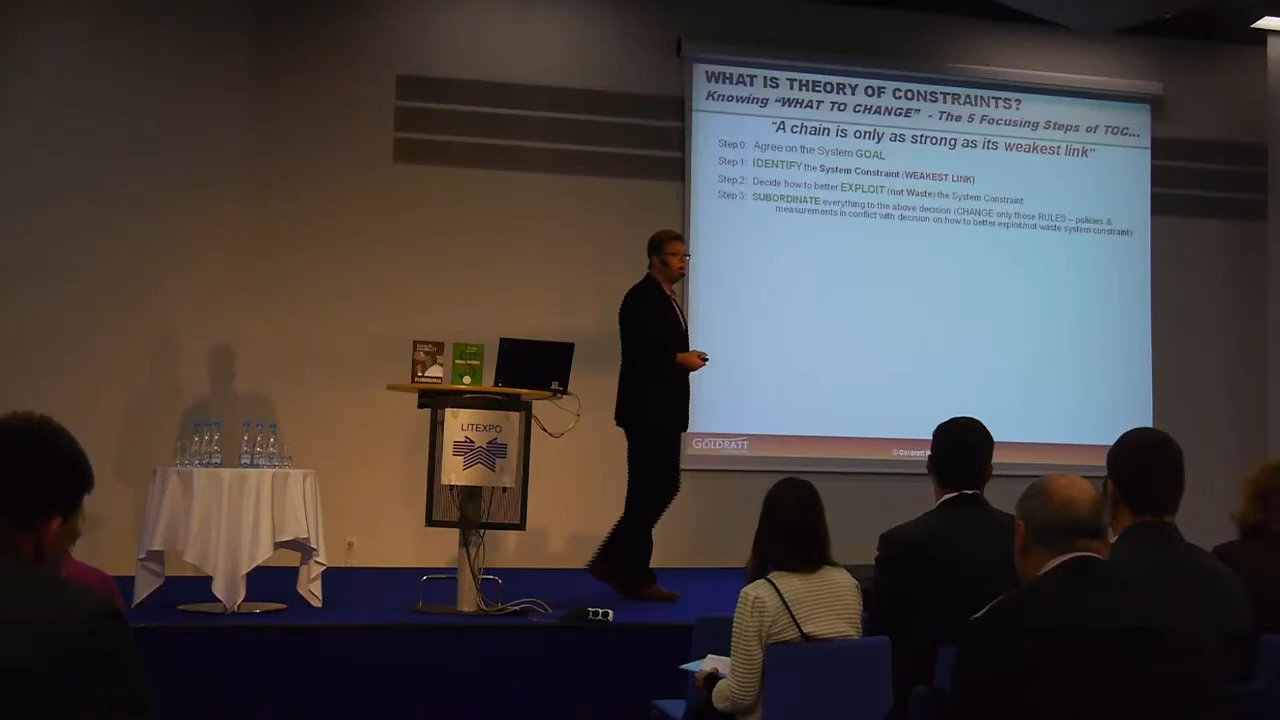 WHAT IS THEORY OF CONSTRAINTS?
Knowing "WHAT TO CHANGE" - The 5 Focusing Steps of TOC...
"A chain is only as strong as its weakest link"
Step 0: Agree on the System GOAL
Step 1: IDENTIFY the System Constraint (WEAKEST LINK)
Step 2: Decide how to better EXPLOIT (not Waste) the System Constraint
Step 3: SUBORDINATE everything to the above decision (CHANGE only those RULES – policies &
measurements in conflict with decision on how to better exploit/not waste system constraint)
GOLDRATT
© Goldratt
LITEXPO